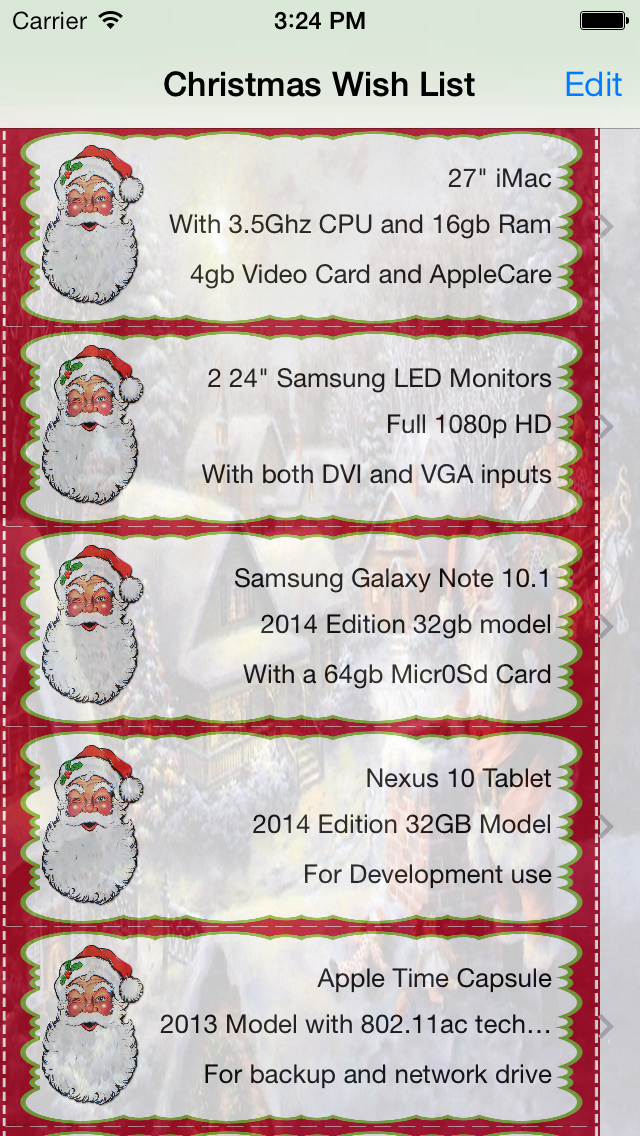 Carrier 3:24 PM
Christmas Wish List Edit
27" iMac
With 3.5Ghz CPU and 16gb Ram
4gb Video Card and AppleCare
2 24" Samsung LED Monitors
Full 1080p HD
With both DVI and VGA inputs
Samsung Galaxy Note 10.1
2014 Edition 32gb model
With a 64gb Micr0Sd Card
Nexus 10 Tablet
2014 Edition 32GB Model
For Development use
Apple Time Capsule
2013 Model with 802.11ac tech...
For backup and network drive